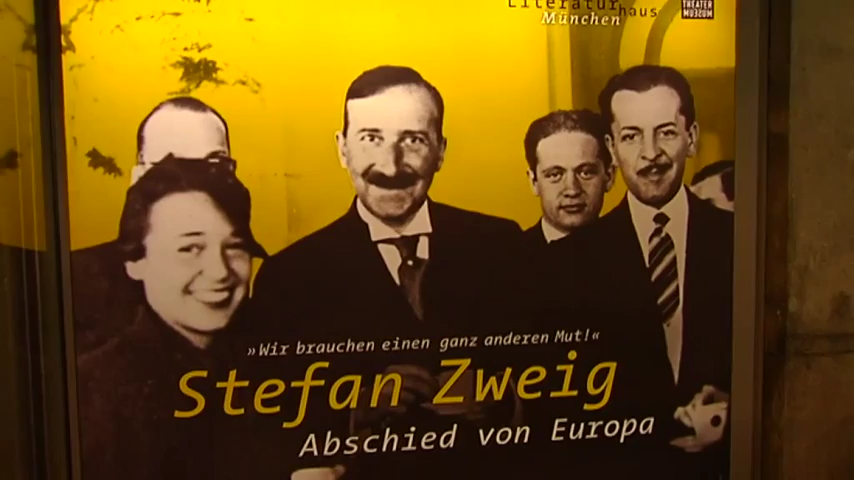 Literaturhaus
München
THEATER
MUSEUM
»Wir brauchen einen ganz anderen Mut!«
Stefan Zweig
Abschied von Europa